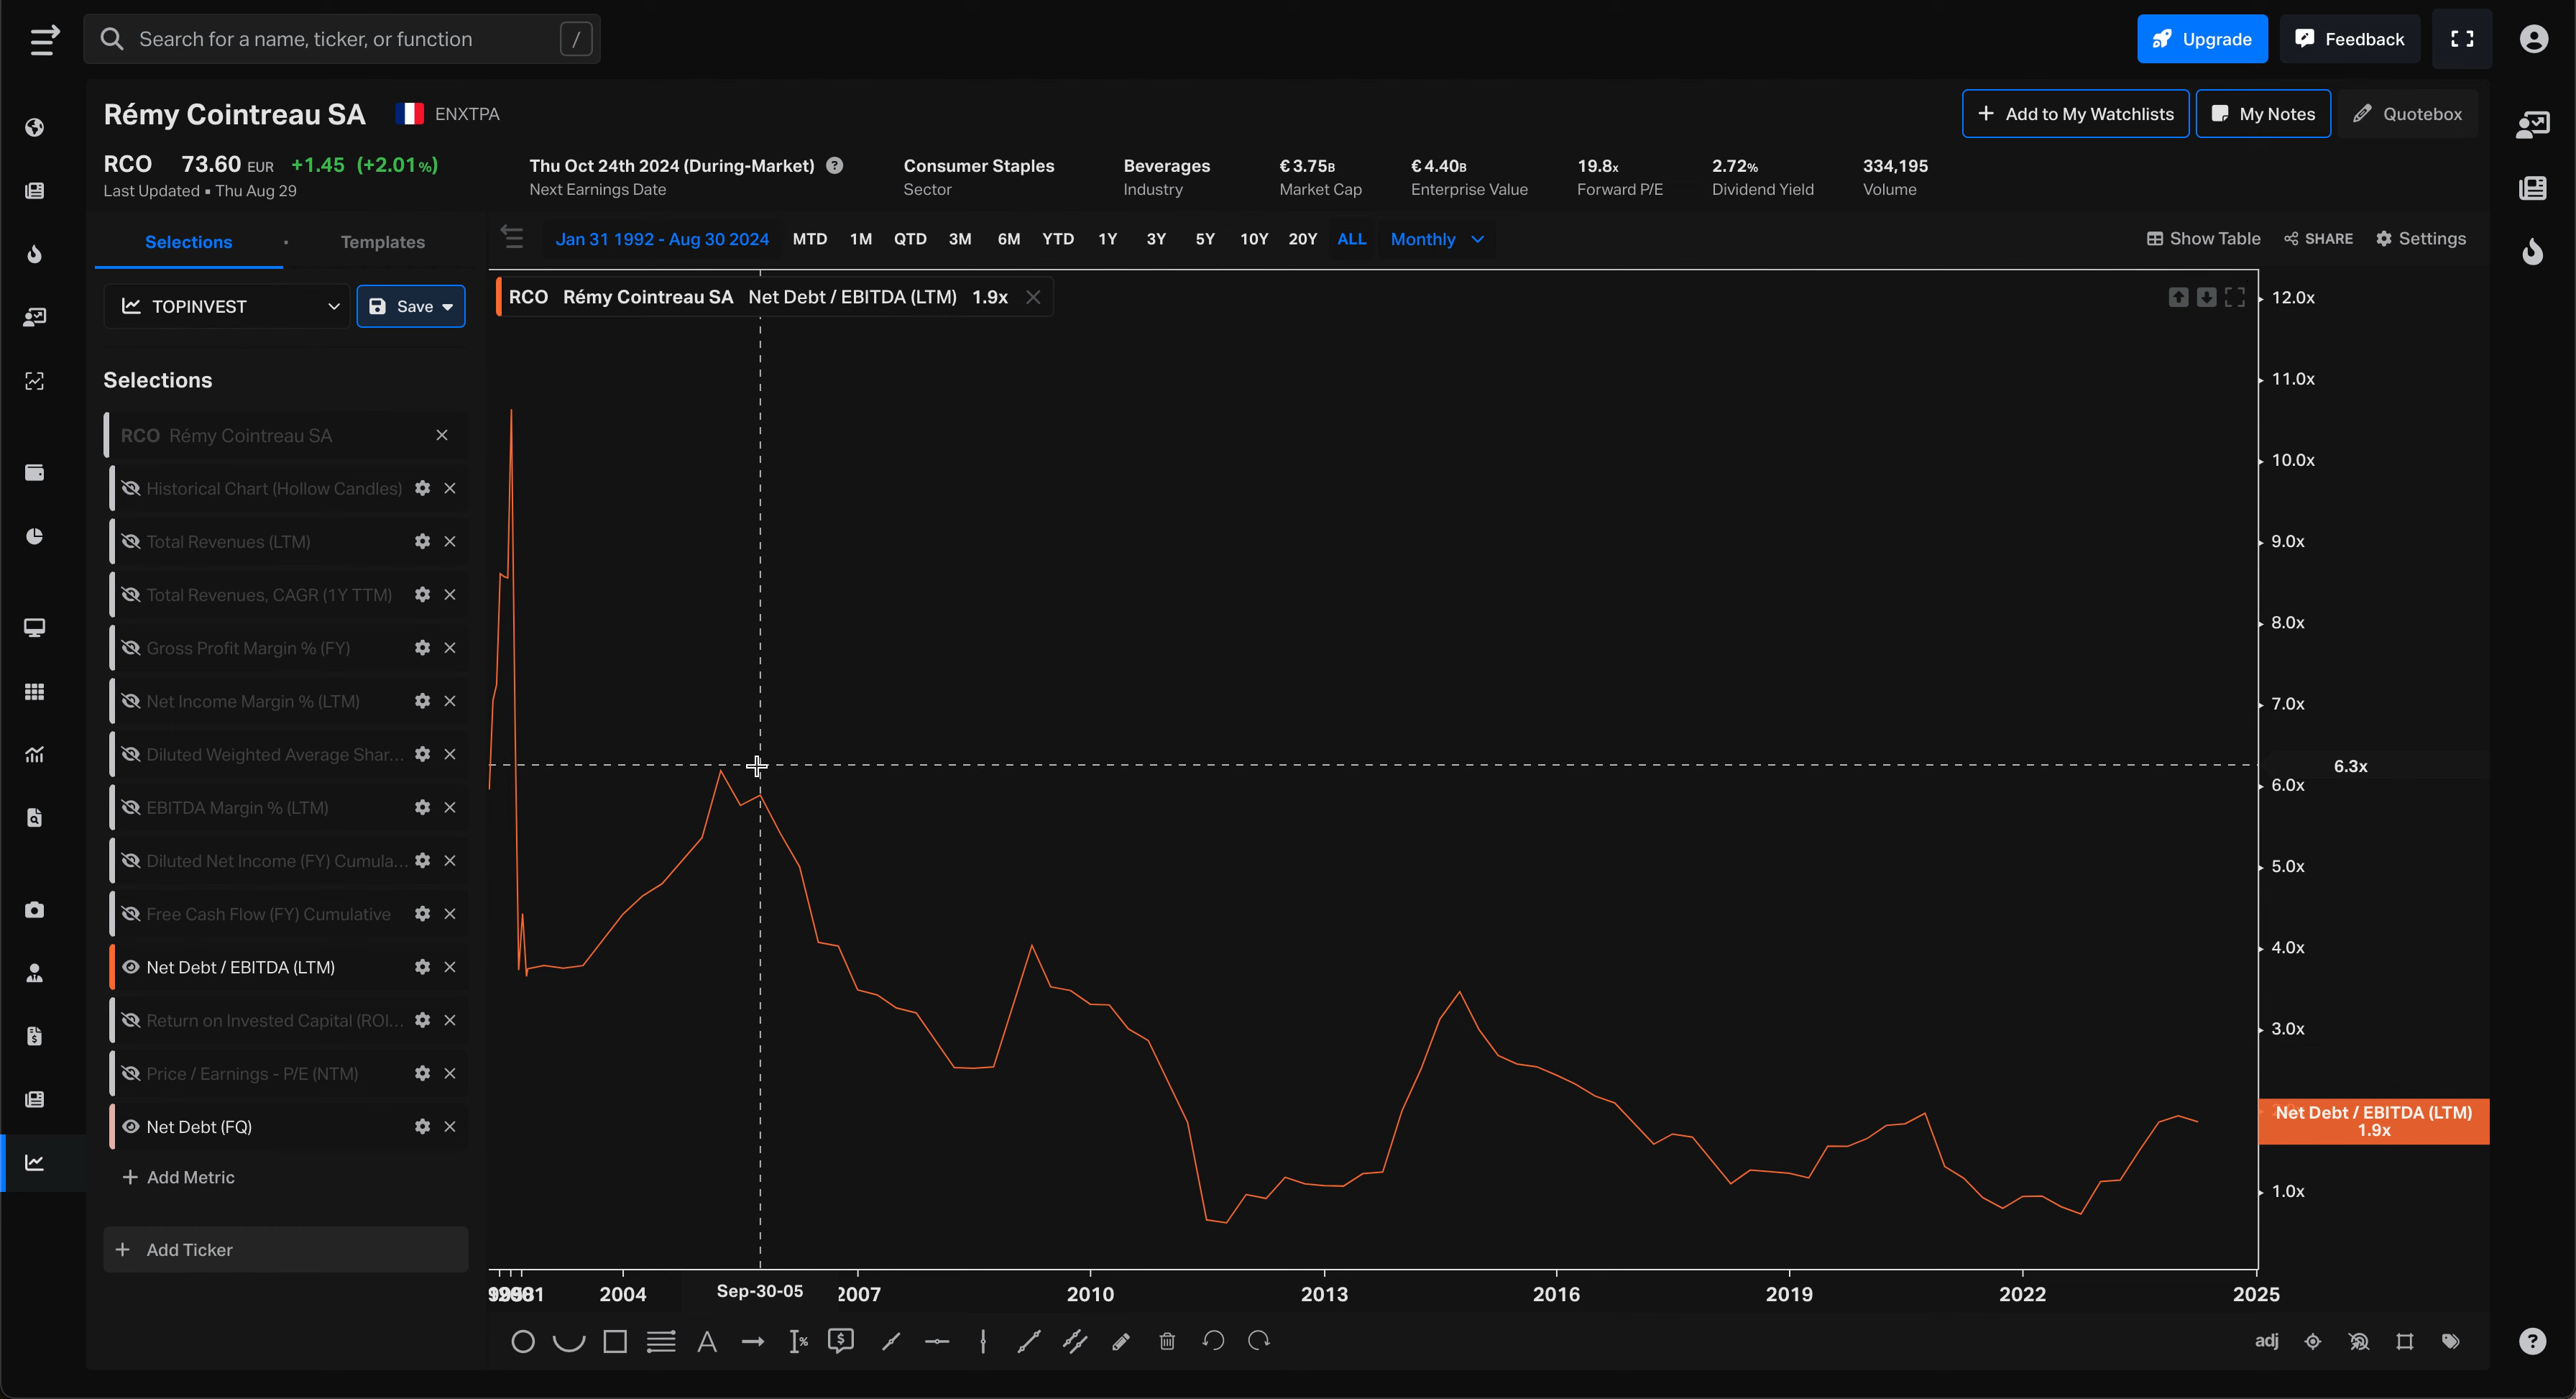 Search for a name, ticker, or function /
Upgrade
Feedback
Rémy Cointreau SA ENXTPA
Add to My Watchlists
My Notes
Quotebox
RCO 73.60 EUR +1.45 (+2.01%)
Last Updated ▪ Thu Aug 29
Thu Oct 24th 2024 (During-Market) ?
Next Earnings Date
Consumer Staples
Sector
Beverages
Industry
€3.75B
Market Cap
€4.40B
Enterprise Value
19.8x
Forward P/E
2.72%
Dividend Yield
334,195
Volume
Selections · Templates
Jan 31 1992 - Aug 30 2024 MTD 1M QTD 3M 6M YTD 1Y 3Y 5Y 10Y 20Y ALL Monthly
Show Table SHARE Settings
TOPINVEST
Save
Selections
RCO Rémy Cointreau SA
Historical Chart (Hollow Candles)
Total Revenues (LTM)
Total Revenues, CAGR (1Y TTM)
Gross Profit Margin % (FY)
Net Income Margin % (LTM)
Diluted Weighted Average Shar...
EBITDA Margin % (LTM)
Diluted Net Income (FY) Cumula...
Free Cash Flow (FY) Cumulative
Net Debt / EBITDA (LTM)
Return on Invested Capital (ROI...
Price / Earnings - P/E (NTM)
Net Debt (FQ)
+ Add Metric
+ Add Ticker
RCO Rémy Cointreau SA Net Debt / EBITDA (LTM) 1.9x
12.0x
11.0x
10.0x
9.0x
8.0x
7.0x
6.3x
6.0x
5.0x
4.0x
3.0x
Net Debt / EBITDA (LTM)
1.9x
1.0x
2004 Sep-30-05 2007 2010 2013 2016 2019 2022 2025
A
%
$
adj
?